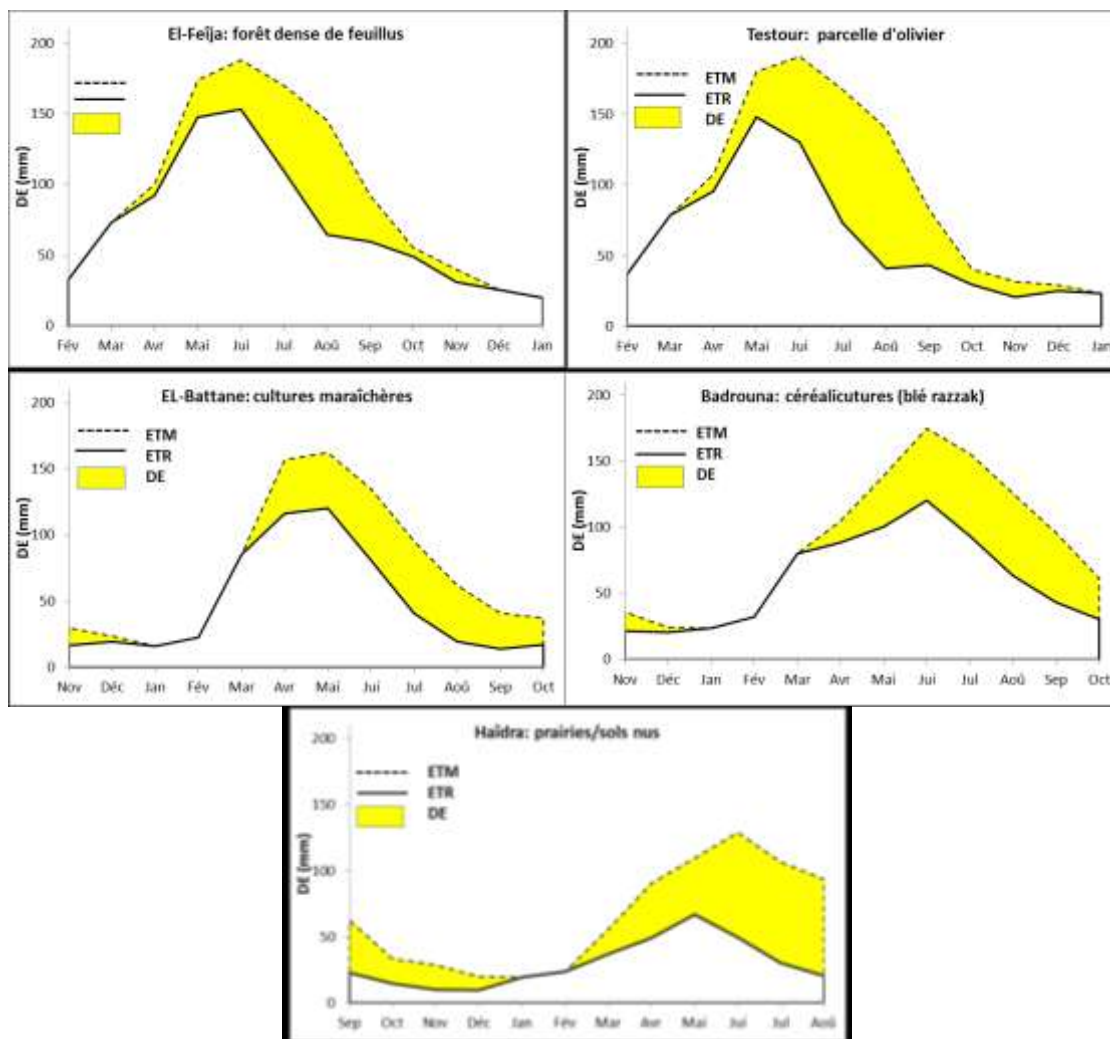 El-Feîja: forêt dense de feuillus
200
150
100
50
0
DE (mm)
Fév Mar Avr Mai Jui Jul Aoû Sep Oct Nov Déc Jan
Testour: parcelle d'olivier
200
150
100
50
0
DE (mm)
ETM
ETR
DE
Fév Mar Avr Mai Jui Jul Aoû Sep Oct Nov Déc Jan
EL-Battane: cultures maraîchères
200
150
100
50
0
DE (mm)
ETM
ETR
DE
Nov Déc Jan Fév Mar Avr Mai Jui Jul Aoû Sep Oct
Badrouna: céréalicutures (blé razzak)
200
150
100
50
0
DE (mm)
ETM
ETR
DE
Nov Déc Jan Fév Mar Avr Mai Jui Jul Aoû Sep Oct
Haîdra: prairies/sols nus
200
150
100
50
0
DE (mm)
ETM
ETR
DE
Sep Oct Nov Déc Jan Fév Mar Avr Mai Jui Jul Aoû